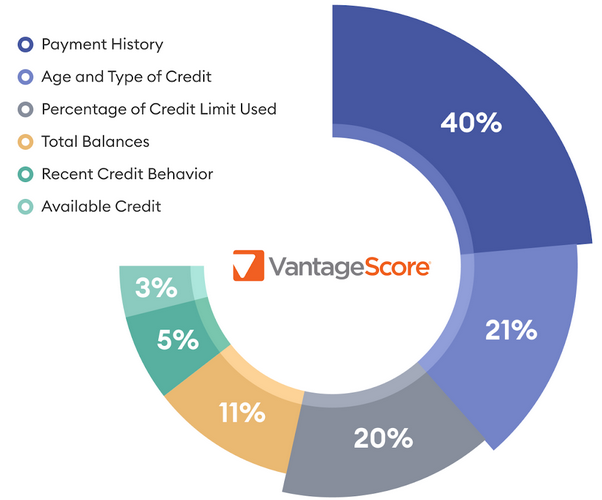 Payment History
Age and Type of Credit
Percentage of Credit Limit Used
Total Balances
Recent Credit Behavior
Available Credit
40%
21%
20%
11%
5%
3%
VantageScore